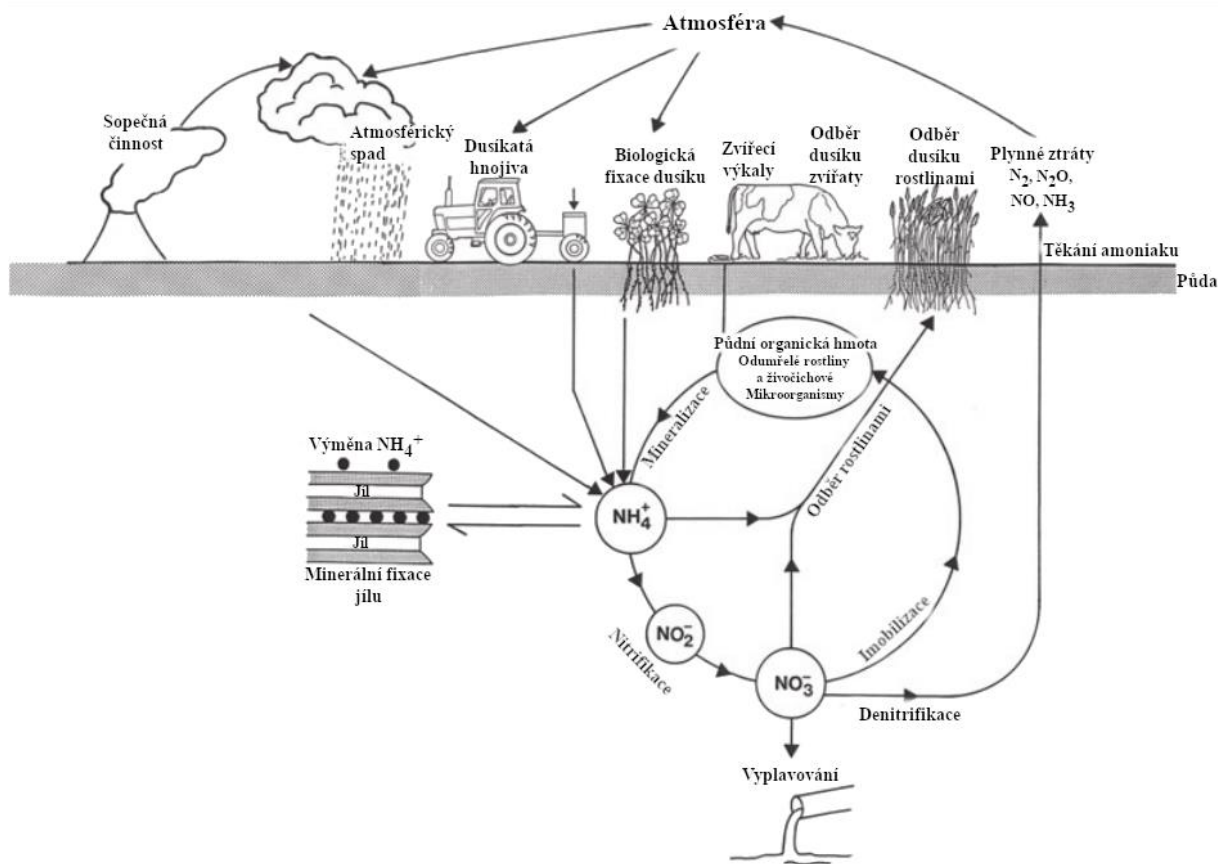 Atmosféra
Sopečná
činnost
Atmosférický
spad
Dusíkatá
hnojiva
Biologická
fixace dusíku
Zvířecí
výkaly
Odběr
dusíku
zvířaty
Odběr
dusíku
rostlinami
Plynné ztráty
N₂, N₂O,
NO, NH₃
Těkání amoniaku
Půda
Půdní organická hmota
Odumřelé rostliny
a živočichové
Mikroorganismy
Mineralizace
Odběr rostlinami
Výměna NH₄⁺
Jíl
Jíl
Minerální fixace
jílu
NH₄⁺
NO₂⁻
Nitrifikace
NO₃⁻
Imobilizace
Denitrifikace
Vyplavování